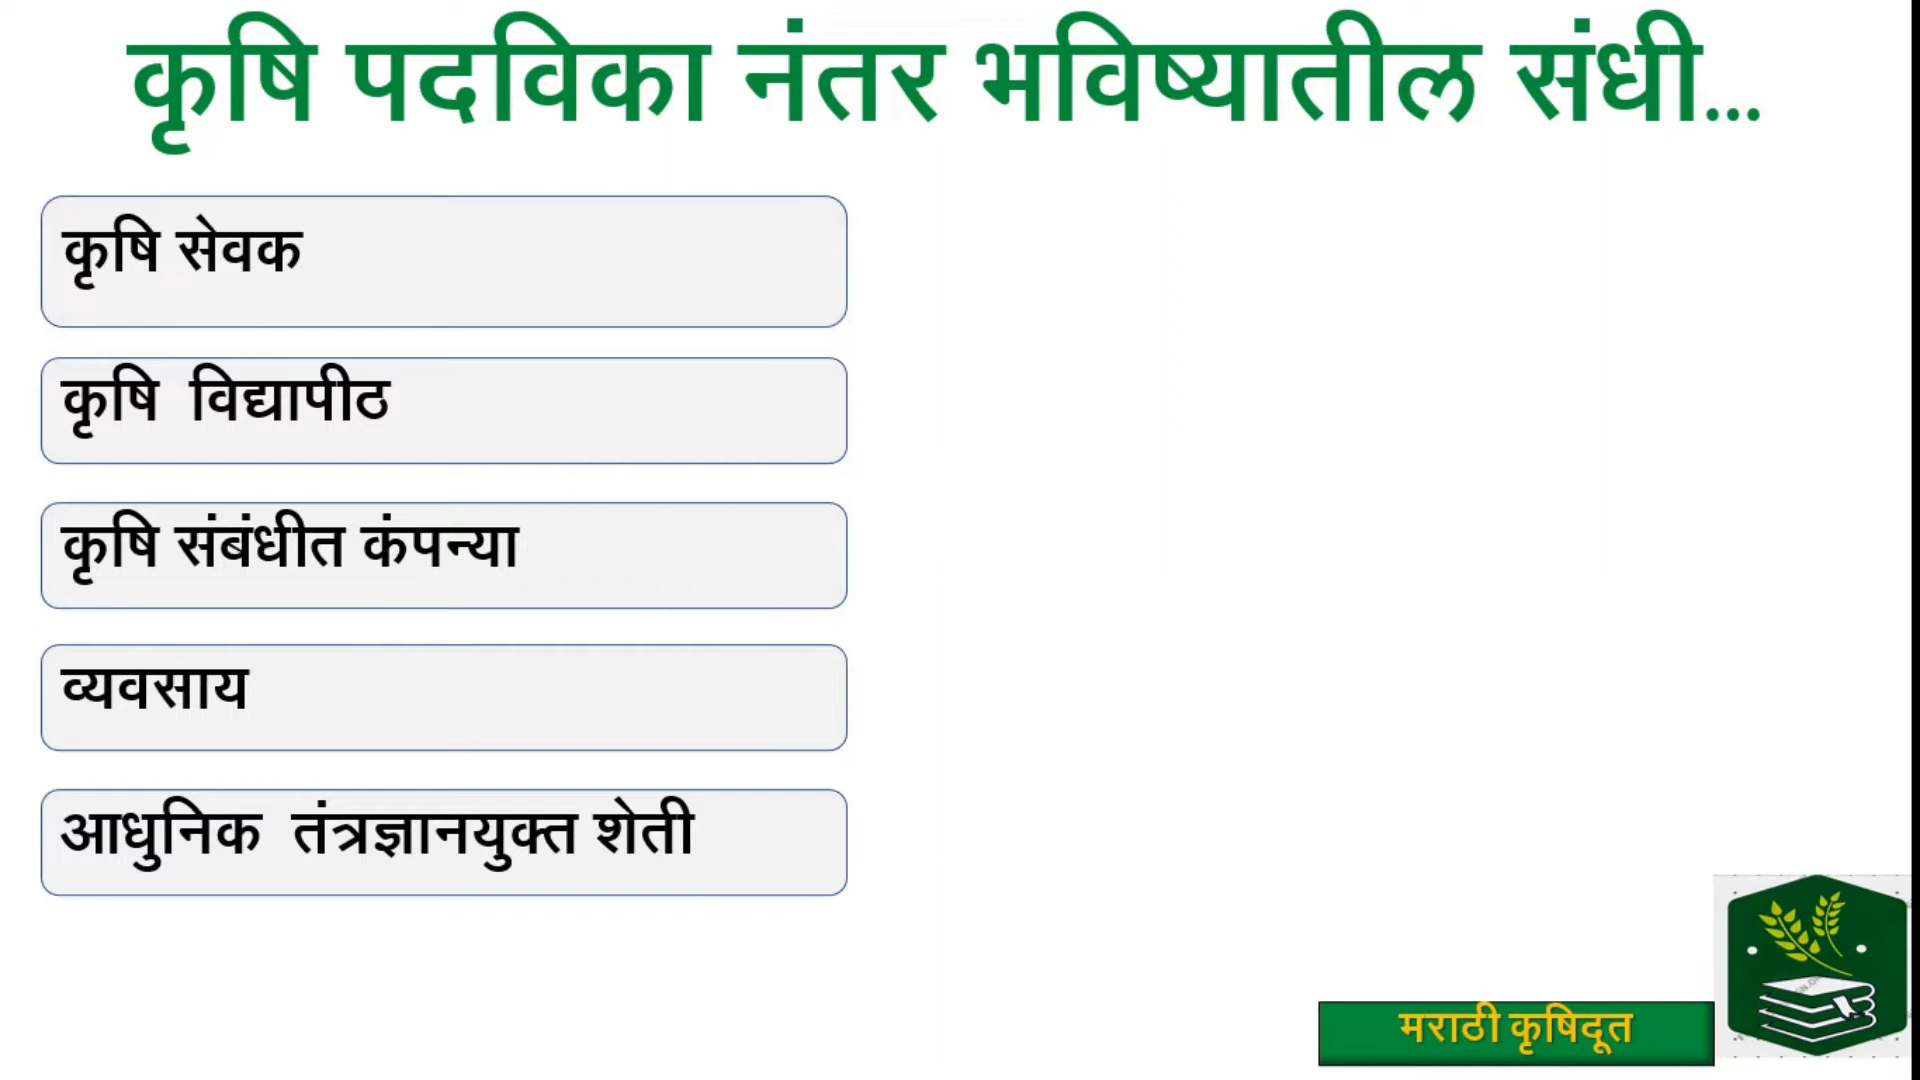 कृषि पदविका नंतर भविष्यातील संधी...
कृषि सेवक
कृषि विद्यापीठ
कृषि संबंधीत कंपन्या
व्यवसाय
आधुनिक तंत्रज्ञानयुक्त शेती
मराठी कृषिदूत